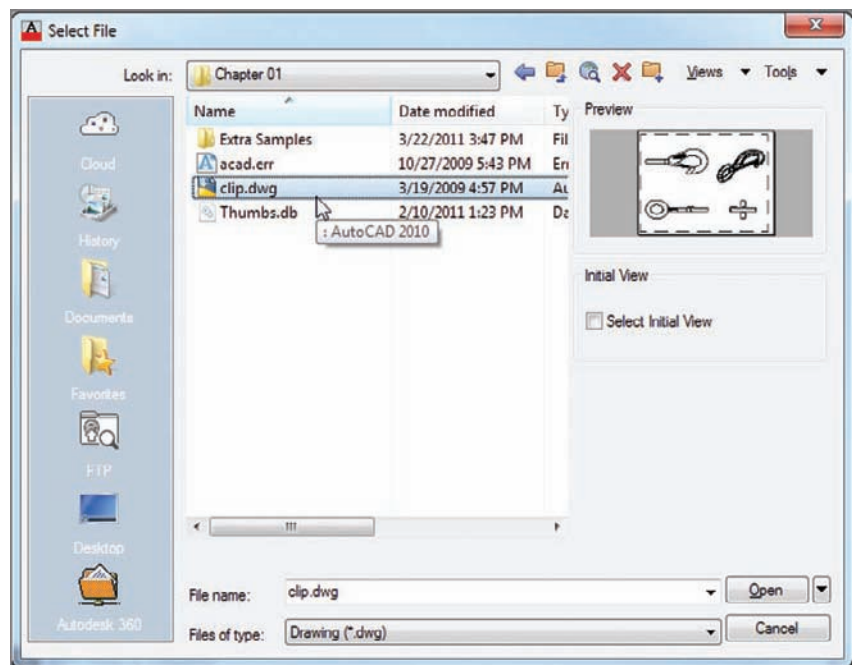 Select File
Look in: Chapter 01 Views Tools
Name Date modified Ty
Extra Samples 3/22/2011 3:47 PM Fil
acad.err 10/27/2009 5:43 PM Err
clip.dwg 3/19/2009 4:57 PM Au
Thumbs.db 2/10/2011 1:23 PM Da
: AutoCAD 2010
Cloud
History
Documents
Favorites
FTP
Desktop
Autodesk 360
Preview
Initial View
Select Initial View
File name: clip.dwg Open
Files of type: Drawing (*.dwg) Cancel